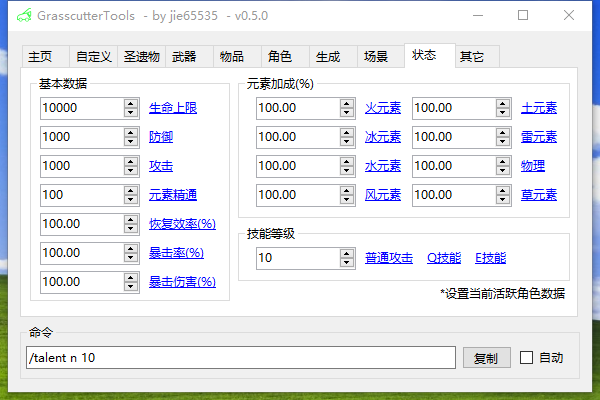 GrasscutterTools - by jie65535 - v0.5.0
主页 自定义 圣遗物 武器 物品 角色 生成 场景 状态 其它
基本数据
10000 生命上限
1000 防御
1000 攻击
100 元素精通
100.00 恢复效率(%)
100.00 暴击率(%)
100.00 暴击伤害(%)
元素加成(%)
100.00 火元素 100.00 土元素
100.00 冰元素 100.00 雷元素
100.00 水元素 100.00 物理
100.00 风元素 100.00 草元素
技能等级
10 普通攻击 Q技能 E技能
*设置当前活跃角色数据
命令
/talent n 10 复制 自动